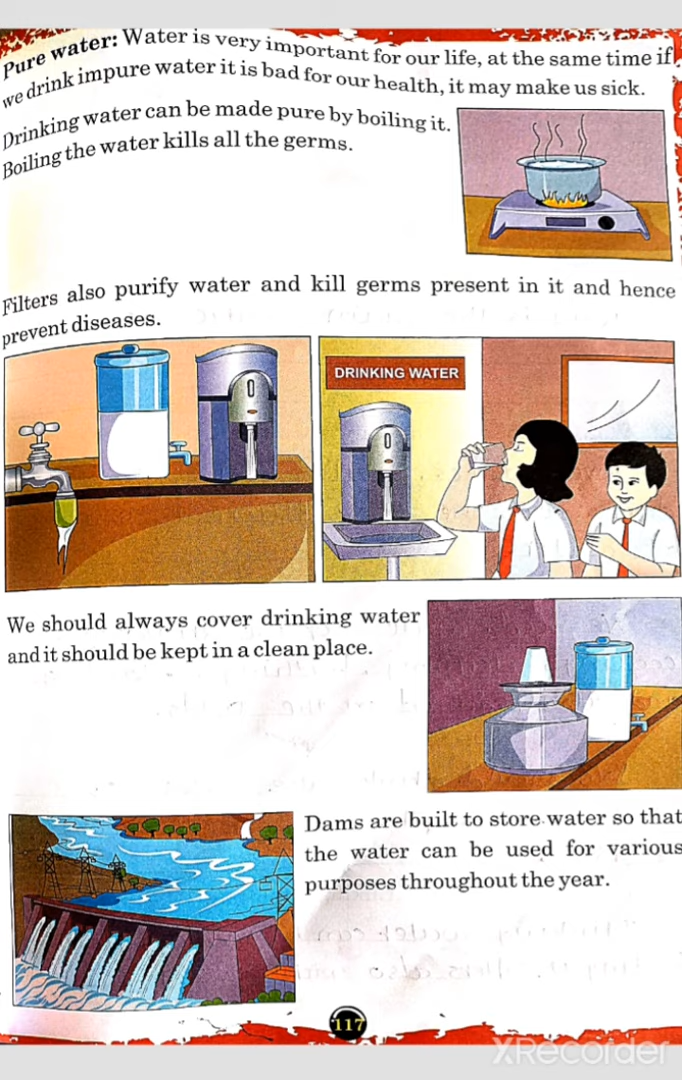 Pure water: Water is very important for our life, at the same time if
we drink impure water it is bad for our health, it may make us sick.
Drinking water can be made pure by boiling it.
Boiling the water kills all the germs.
Filters also purify water and kill germs present in it and hence
prevent diseases.
DRINKING WATER
We should always cover drinking water
and it should be kept in a clean place.
Dams are built to store water so that
the water can be used for various
purposes throughout the year.
117
XRecorder